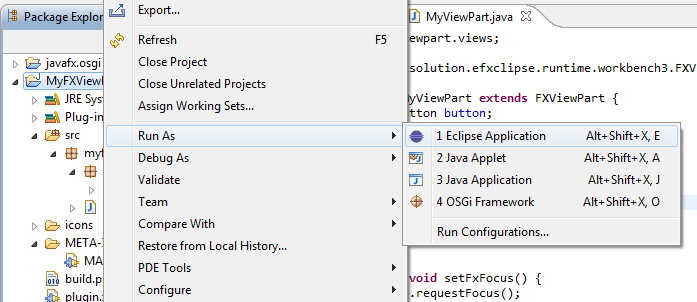 Package Explor
javafx.osgi
MyFXView
JRE Sys
Plug-in
src
myf
icons
META-I
MA
build.p
plugin.x
Export...
Refresh F5
Close Project
Close Unrelated Projects
Assign Working Sets...
Run As
Debug As
Validate
Team
Compare With
Restore from Local History...
PDE Tools
Configure
1 Eclipse Application Alt+Shift+X, E
2 Java Applet Alt+Shift+X, A
3 Java Application Alt+Shift+X, J
4 OSGi Framework Alt+Shift+X, O
Run Configurations...
MyViewPart.java
ewpart.views;
solution.efxclipse.runtime.workbench3.FXV
yViewPart extends FXViewPart {
tton button;
void setFxFocus() {
.requestFocus();